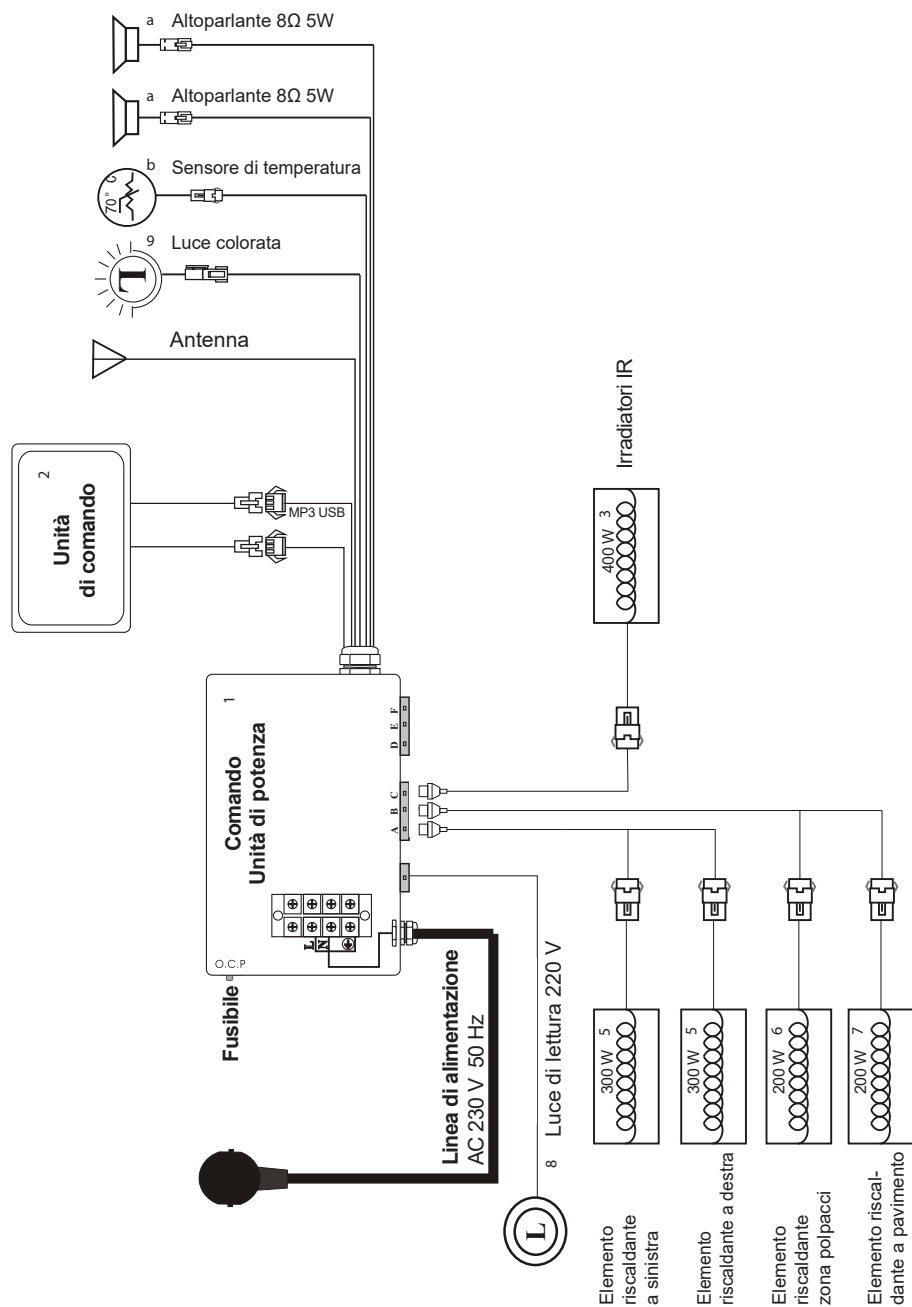 a Altoparlante 8Ω 5W
a Altoparlante 8Ω 5W
b Sensore di temperatura
70° C
9 Luce colorata
L
Antenna
2
Unità
di comando
MP3 USB
1
Comando
Unità di potenza
O.C.P
L
N
Fusibile
A B C
D E F
Linea di alimentazione
AC 230 V 50 Hz
8 Luce di lettura 220 V
L
Irradiatori IR
400 W 3
300 W 5
300 W 5
200 W 6
200 W 7
Elemento
riscaldante
a sinistra
Elemento
riscaldante a destra
Elemento
riscaldante
zona polpacci
Elemento riscal-
dante a pavimento